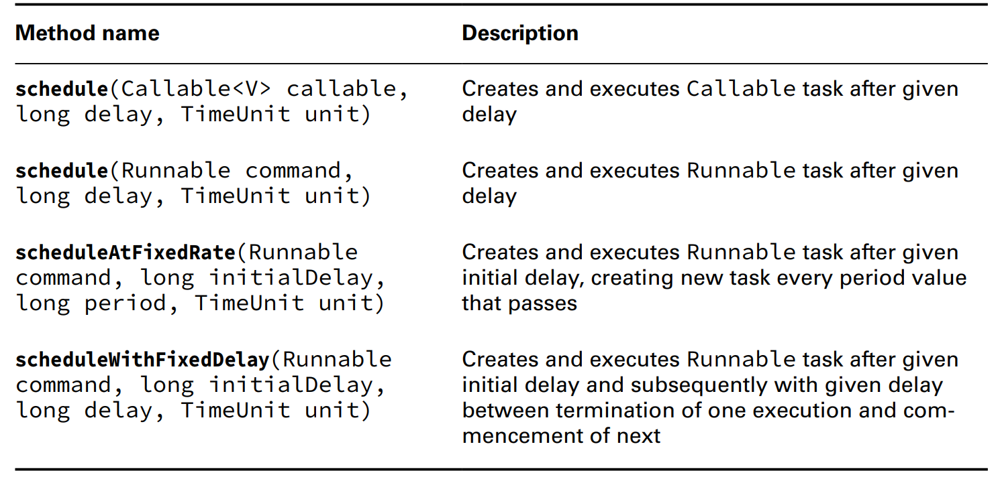 Method name
Description
schedule(Callable<V> callable,
long delay, TimeUnit unit)
Creates and executes Callable task after given
delay
schedule(Runnable command,
long delay, TimeUnit unit)
Creates and executes Runnable task after given
delay
scheduleAtFixedRate(Runnable
command, long initialDelay,
long period, TimeUnit unit)
Creates and executes Runnable task after given
initial delay, creating new task every period value
that passes
scheduleWithFixedDelay(Runnable
command, long initialDelay,
long delay, TimeUnit unit)
Creates and executes Runnable task after given
initial delay and subsequently with given delay
between termination of one execution and com-
mencement of next